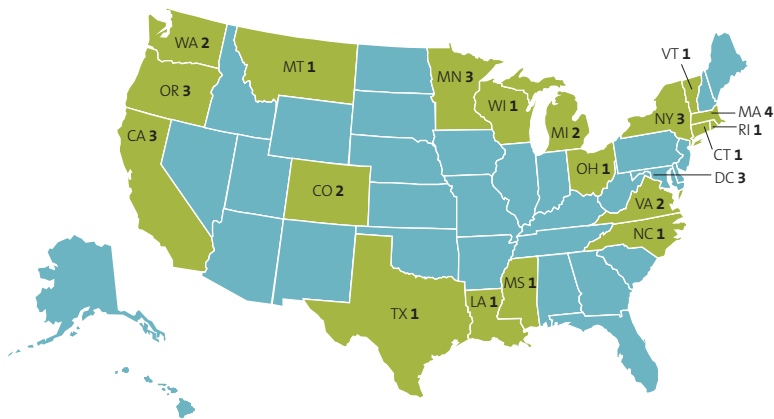 WA 2
MT 1
MN 3
VT 1
OR 3
WI 1
MI 2
NY 3
MA 4
RI 1
CA 3
CT 1
OH 1
DC 3
CO 2
VA 2
NC 1
MS 1
LA 1
TX 1